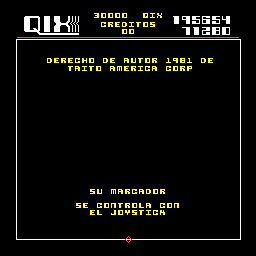 QIX
30000 QIX
CREDITOS
00
195654
71280
DERECHO DE AUTOR 1981 DE
TAITO AMERICA CORP
SU MARCADOR
SE CONTROLA CON
EL JOYSTICK